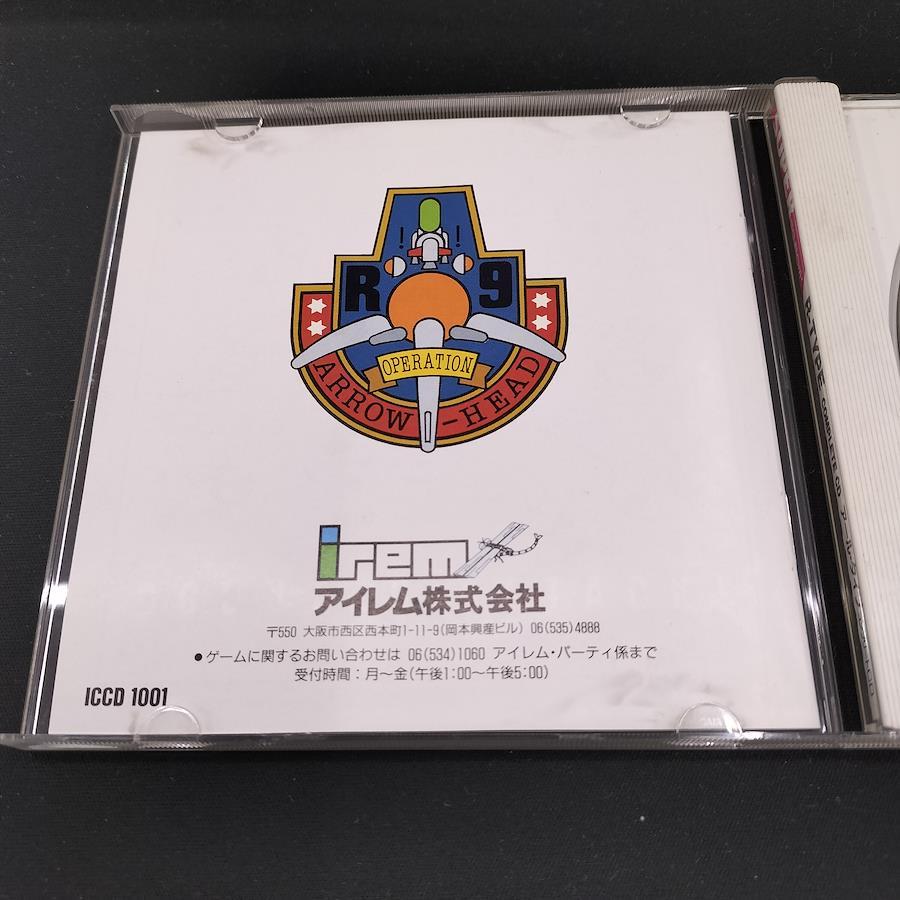 R 9
OPERATION
ARROW-HEAD
irem
アイレム株式会社
〒550 大阪市西区西本町1-11-9(岡本興産ビル) 06(535)4888
●ゲームに関するお問い合わせは 06(534)1060 アイレム・パーティ係まで
受付時間：月〜金(午後1:00〜午後5:00)
ICCD 1001
R・TYPE COMPLETE CD